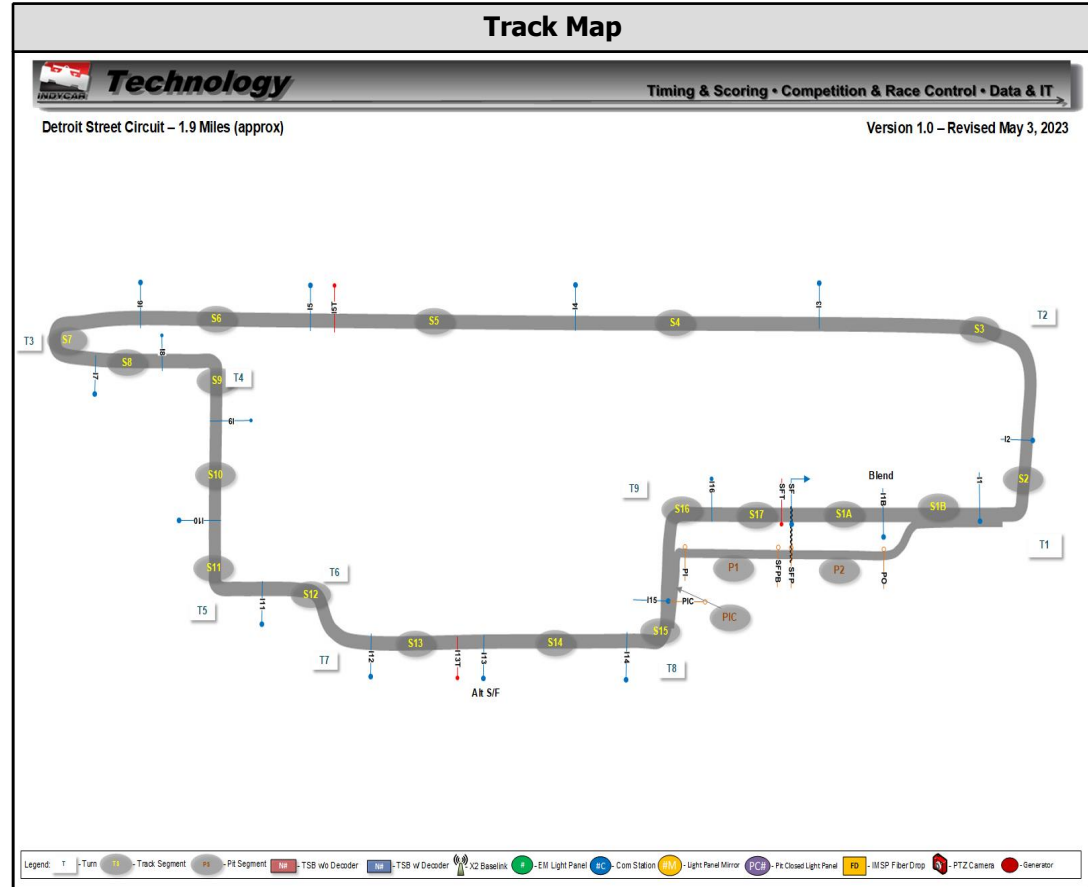 Track Map
INDYCAR
Technology
Timing & Scoring • Competition & Race Control • Data & IT
Detroit Street Circuit – 1.9 Miles (approx)
Version 1.0 – Revised May 3, 2023
I6
I5
I5T
I4
I3
T2
S6
S5
S4
S3
T3
S7
S8
I8
I7
S9
T4
I9
I2
S10
Blend
S2
T9
I16
SFT
SF
I1B
I1
S16
S17
S1A
S1B
I10
T1
PI
P1
SFPB
SFP
P2
PO
S11
T6
I11
S12
I15
PIC
T5
PIC
S15
T7
I12
S13
I13T
I13
S14
I14
T8
Alt S/F
Legend:
T - Turn
TS - Track Segment
PS - Pit Segment
N# - TSB w/o Decoder
N# - TSB w/ Decoder
X2 Baselink
# - EM Light Panel
#C - Com Station
#M - Light Panel Mirror
PC# - Pit Closed Light Panel
FD - IMSP Fiber Drop
- PTZ Camera
- Generator